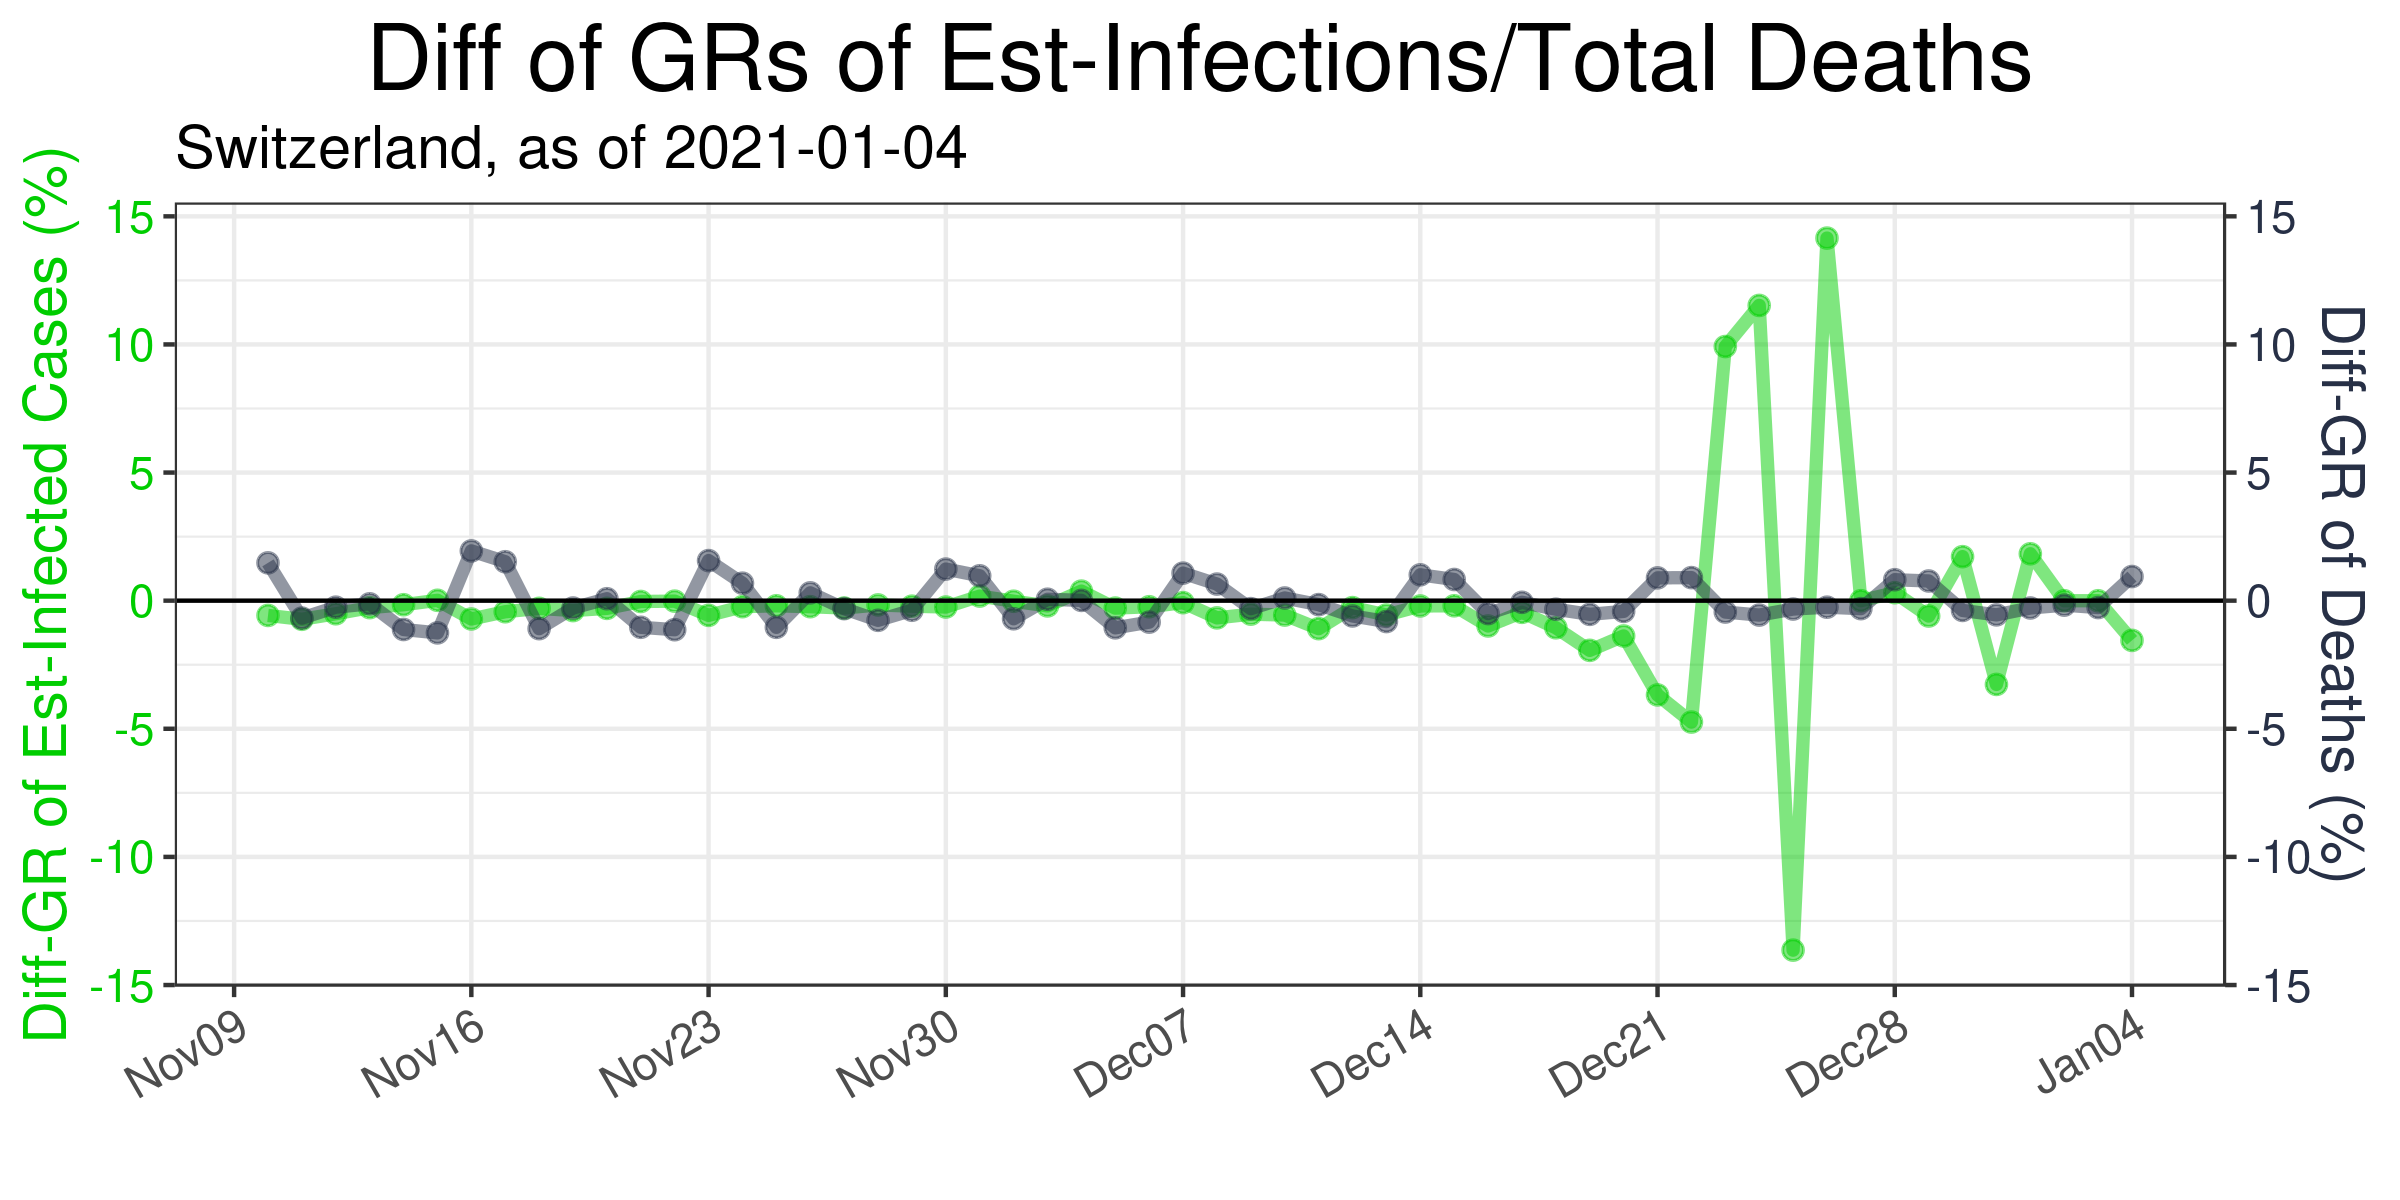 Diff of GRs of Est-Infections/Total Deaths
Switzerland, as of 2021-01-04
Diff-GR of Est-Infected Cases (%)
15
10
5
0
-5
-10
-15
15
10
5
0
-5
-10
-15
Diff-GR of Deaths (%)
Nov09
Nov16
Nov23
Nov30
Dec07
Dec14
Dec21
Dec28
Jan04